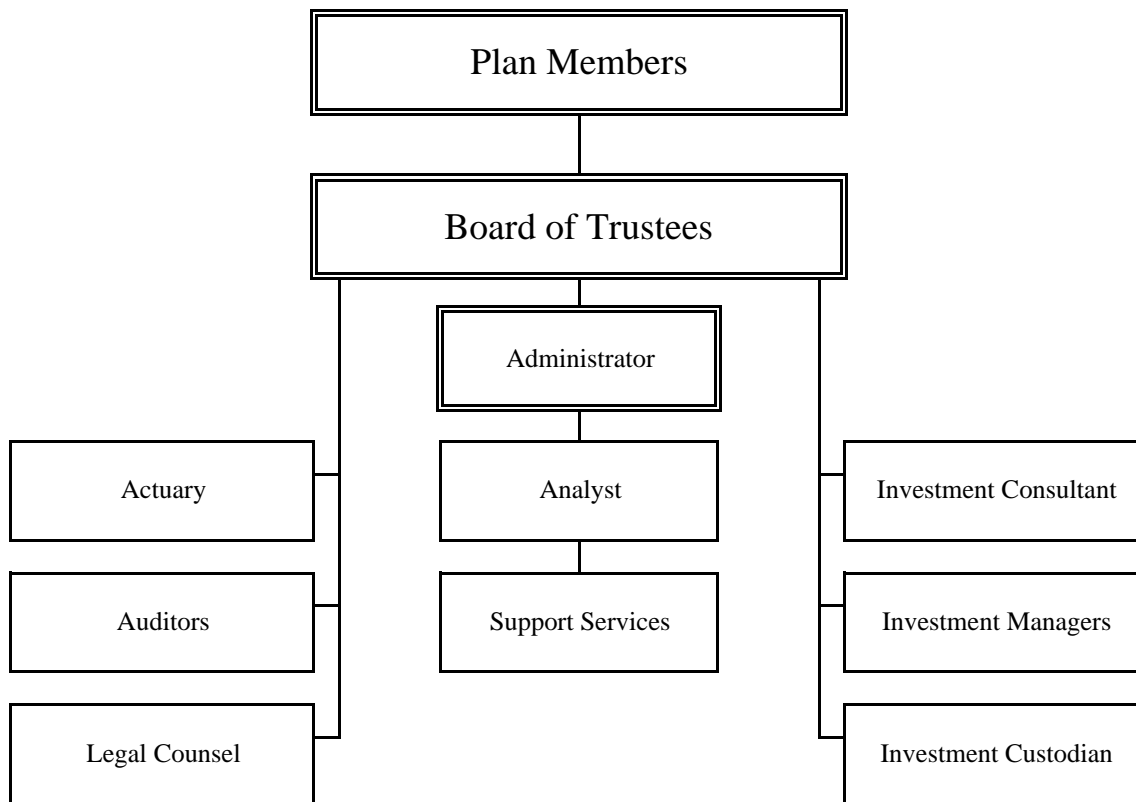 Plan Members
Board of Trustees
Administrator
Actuary
Analyst
Investment Consultant
Auditors
Support Services
Investment Managers
Legal Counsel
Investment Custodian